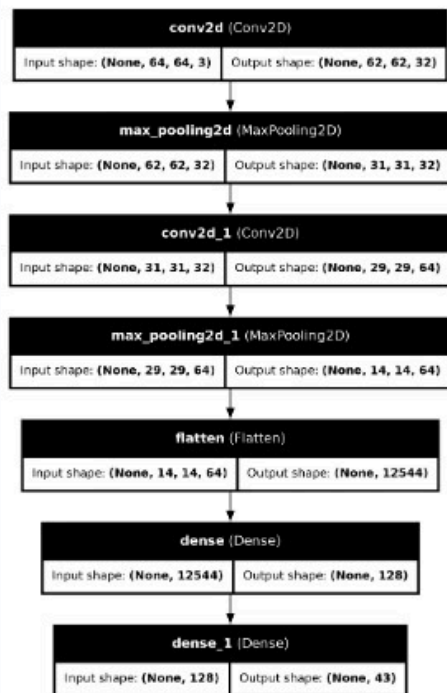 conv2d (Conv2D)
Input shape: (None, 64, 64, 3) Output shape: (None, 62, 62, 32)
max_pooling2d (MaxPooling2D)
Input shape: (None, 62, 62, 32) Output shape: (None, 31, 31, 32)
conv2d_1 (Conv2D)
Input shape: (None, 31, 31, 32) Output shape: (None, 29, 29, 64)
max_pooling2d_1 (MaxPooling2D)
Input shape: (None, 29, 29, 64) Output shape: (None, 14, 14, 64)
flatten (Flatten)
Input shape: (None, 14, 14, 64) Output shape: (None, 12544)
dense (Dense)
Input shape: (None, 12544) Output shape: (None, 128)
dense_1 (Dense)
Input shape: (None, 128) Output shape: (None, 43)